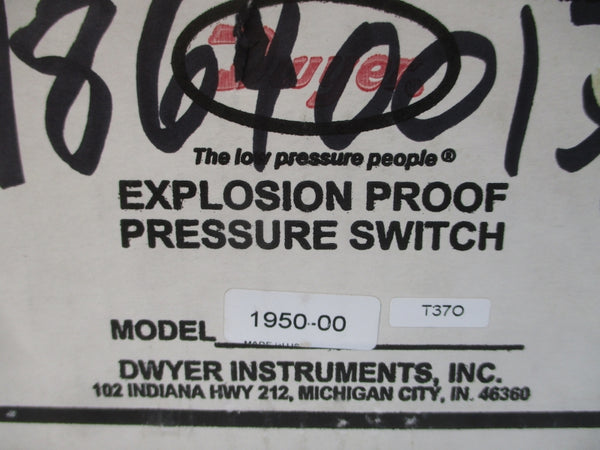 18640013
Dwyer
The low pressure people ®
EXPLOSION PROOF
PRESSURE SWITCH
MODEL 1950-00 T370
DWYER INSTRUMENTS, INC.
102 INDIANA HWY 212, MICHIGAN CITY, IN. 46360